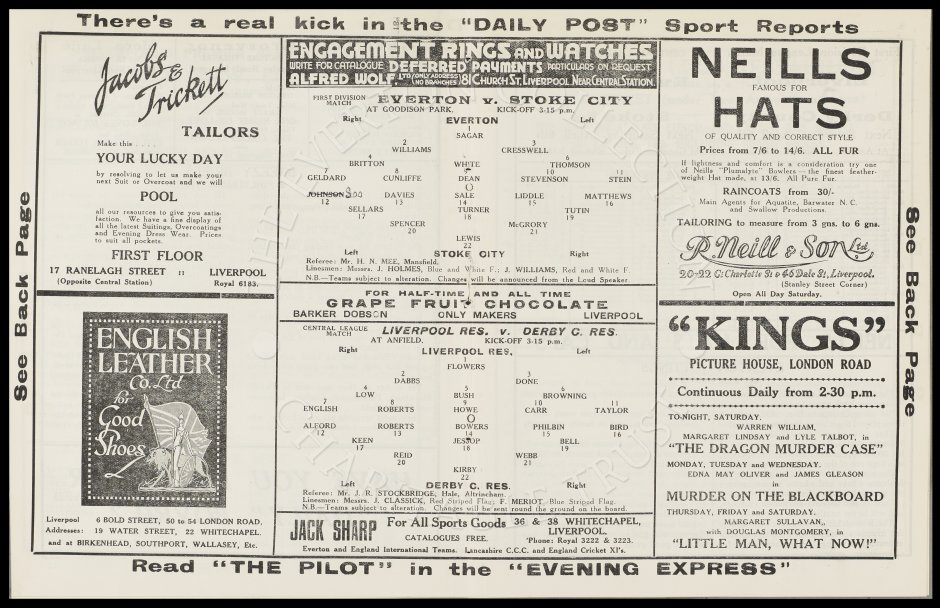 There's a real kick in the "DAILY POST" Sport Reports
See Back Page
Jacobs & Trickett
TAILORS
Make this . . . .
YOUR LUCKY DAY
by resolving to let us make your
next Suit or Overcoat and we will
POOL
all our resources to give you satis-
faction. We have a fine display of
all the latest Suitings, Overcoatings
and Evening Dress Wear. Prices
to suit all pockets.
FIRST FLOOR
17 RANELAGH STREET :: LIVERPOOL
(Opposite Central Station) Royal 6183.
ENGLISH
LEATHER
Co. Ltd
for
Good
Shoes
Liverpool 6 BOLD STREET, 50 to 54 LONDON ROAD,
Addresses: 19 WATER STREET, 22 WHITECHAPEL.
and at BIRKENHEAD, SOUTHPORT, WALLASEY, Etc.
ENGAGEMENT RINGS AND WATCHES
WRITE FOR CATALOGUE DEFERRED PAYMENTS PARTICULARS ON REQUEST
ALFRED WOLF LTD (ONLY ADDRESS) NO BRANCHES 81 CHURCH ST. LIVERPOOL NEAR CENTRAL STATION.
FIRST DIVISION MATCH EVERTON v. STOKE CITY
AT GOODISON PARK. KICK-OFF 3-15 p.m.
Right EVERTON Left
1
SAGAR
2 3
WILLIAMS CRESSWELL
4 5 6
BRITTON WHITE THOMSON
7 8 9 10 11
GELDARD CUNLIFFE DEAN STEVENSON STEIN
O
JOHNSON DAVIES SALE LIDDLE MATTHEWS
12 13 14 15 16
SELLARS TURNER TUTIN
17 18 19
SPENCER McGRORY
20 21
LEWIS
22
Left STOKE CITY Right
Referee: Mr. H. N. MEE, Mansfield.
Linesmen: Messrs. J. HOLMES, Blue and White F.; J. WILLIAMS, Red and White F.
N.B.—Teams subject to alteration. Changes will be announced from the Loud Speaker
FOR HALF-TIME AND ALL TIME
GRAPE FRUIT CHOCOLATE
BARKER DOBSON ONLY MAKERS LIVERPOOL
CENTRAL LEAGUE MATCH LIVERPOOL RES. v. DERBY C. RES.
AT ANFIELD. KICK-OFF 3-15 p.m.
Right LIVERPOOL RES. Left
1
FLOWERS
2 3
DABBS DONE
4 5 6
LOW BUSH BROWNING
7 8 9 10 11
ENGLISH ROBERTS HOWE CARR TAYLOR
O
ALFORD ROBERTS BOWERS PHILBIN BIRD
12 13 14 15 16
KEEN JESSOP BELL
17 18 19
REID WEBB
20 21
KIRBY
22
Left DERBY C. RES. Right
Referee: Mr. J. R. STOCKBRIDGE, Hale, Altrincham.
Linesmen: Messrs. J. CLASSICK, Red Striped Flag; F. MERIOT, Blue Striped Flag.
N.B.—Teams subject to alteration. Changes will be sent round the ground on the board.
JACK SHARP For All Sports Goods 36 & 38 WHITECHAPEL,
LIVERPOOL.
CATALOGUES FREE. 'Phone: Royal 3222 & 3223.
Everton and England International Teams. Lancashire C.C.C. and England Cricket XI's.
NEILLS
FAMOUS FOR
HATS
OF QUALITY AND CORRECT STYLE
Prices from 7/6 to 14/6. ALL FUR
If lightness and comfort is a consideration try one
of Neills "Plumalyte" Bowlers— the finest feather-
weight Hat made, at 13/6. All Pure Fur.
RAINCOATS from 30/-
Main Agents for Aquatite, Barwater N.C.
and Swallow Productions.
TAILORING to measure from 3 gns. to 6 gns.
R. Neill & Son Ltd.
20-22 Gt Charlotte St & 46 Dale St, Liverpool.
(Stanley Street Corner)
Open All Day Saturday.
"KINGS"
PICTURE HOUSE, LONDON ROAD
Continuous Daily from 2-30 p.m.
TO-NIGHT, SATURDAY.
WARREN WILLIAM,
MARGARET LINDSAY and LYLE TALBOT, in
"THE DRAGON MURDER CASE"
MONDAY, TUESDAY and WEDNESDAY.
EDNA MAY OLIVER and JAMES GLEASON
in
MURDER ON THE BLACKBOARD
THURSDAY, FRIDAY and SATURDAY.
MARGARET SULLAVAN,,
with DOUGLAS MONTGOMERY, in
"LITTLE MAN, WHAT NOW!"
See Back Page
Read "THE PILOT" in the "EVENING EXPRESS"